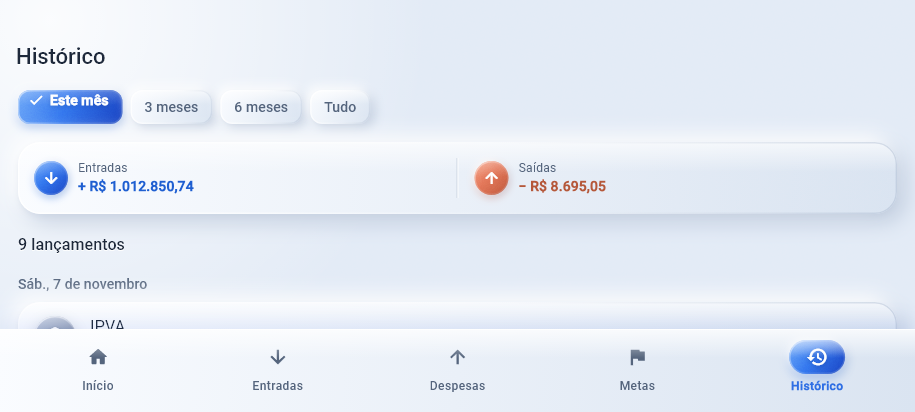 Histórico
Este mês
3 meses
6 meses
Tudo
Entradas
+ R$ 1.012.850,74
Saídas
− R$ 8.695,05
9 lançamentos
Sáb., 7 de novembro
IPVA
Início
Entradas
Despesas
Metas
Histórico